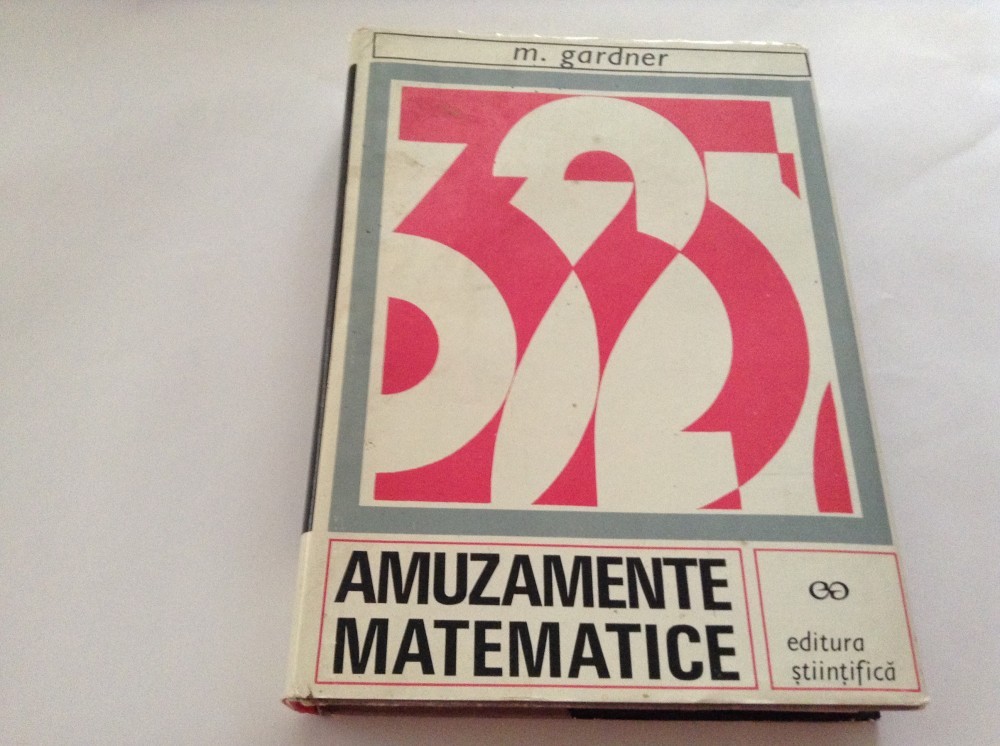 m. gardner
AMUZAMENTE
MATEMATICE
editura
științifică